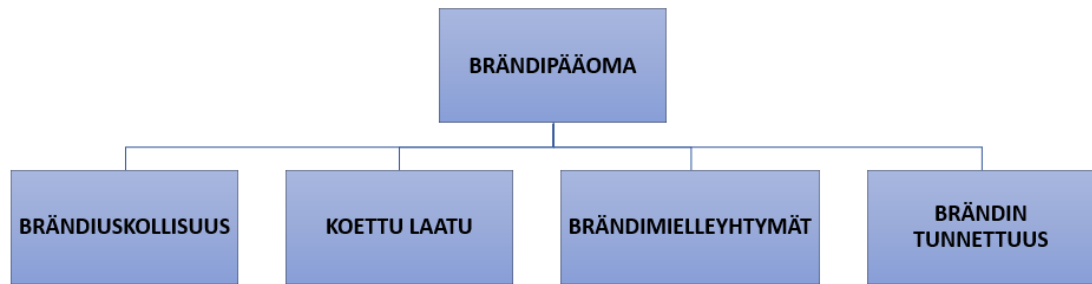 BRÄNDIPÄÄOMA
BRÄNDIUSKOLLISUUS
KOETTU LAATU
BRÄNDIMIELLEYHTYMÄT
BRÄNDIN
TUNNETTUUS